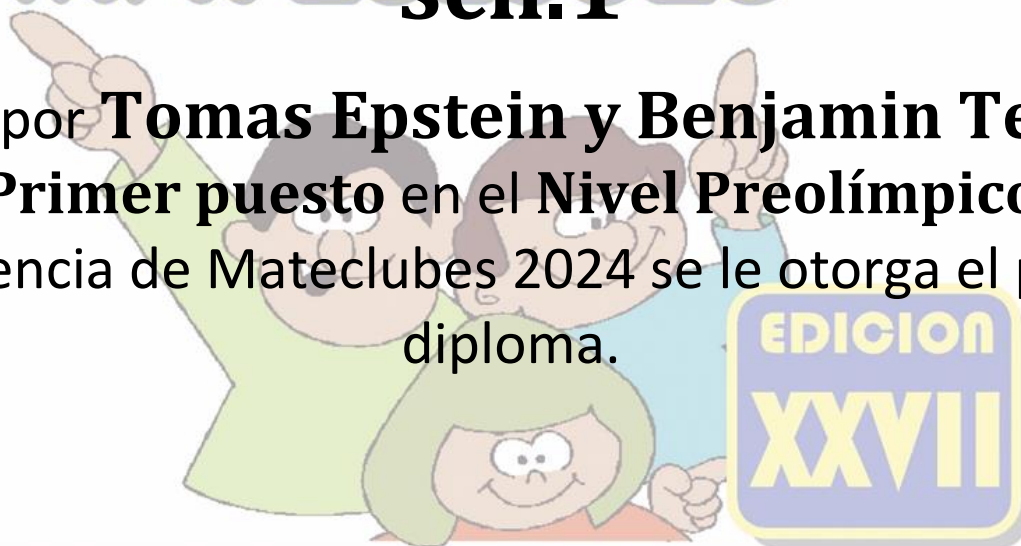 por Tomas Epstein y Benjamin Te
Primer puesto en el Nivel Preolímpico
encia de Mateclubes 2024 se le otorga el p
diploma.
EDICION
XXVII